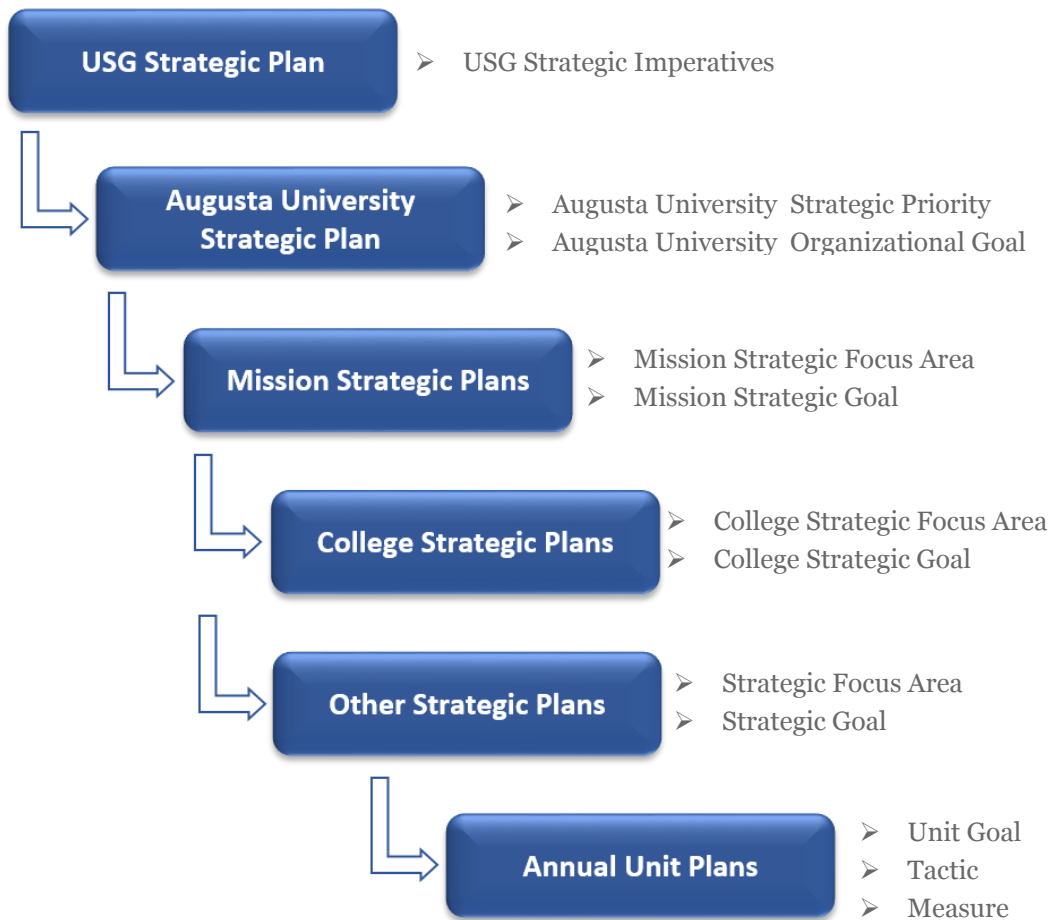 USG Strategic Plan
➢ USG Strategic Imperatives
Augusta University
Strategic Plan
➢ Augusta University Strategic Priority
➢ Augusta University Organizational Goal
Mission Strategic Plans
➢ Mission Strategic Focus Area
➢ Mission Strategic Goal
College Strategic Plans
➢ College Strategic Focus Area
➢ College Strategic Goal
Other Strategic Plans
➢ Strategic Focus Area
➢ Strategic Goal
Annual Unit Plans
➢ Unit Goal
➢ Tactic
➢ Measure